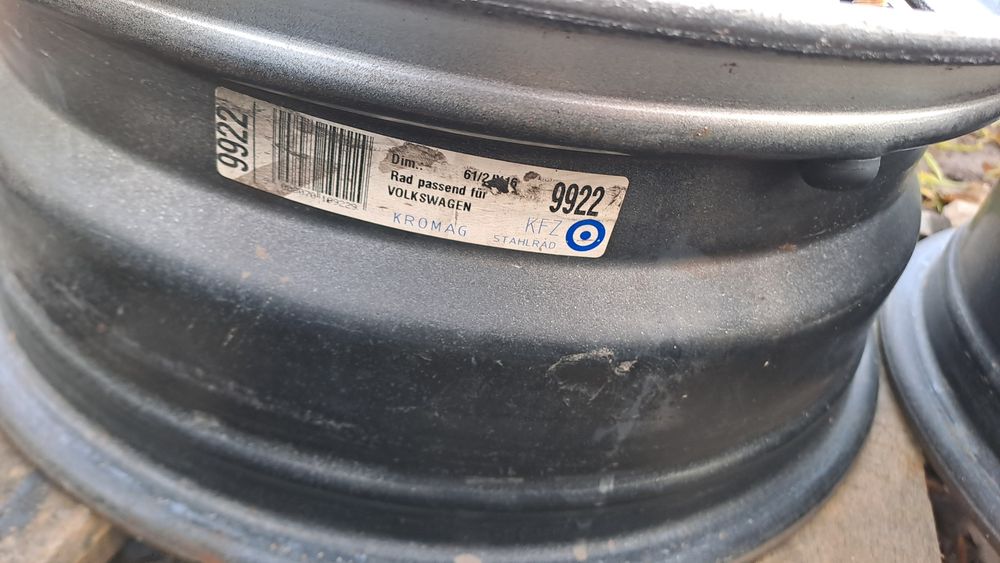 9922
Dim.:
Rad passend für
VOLKSWAGEN
KROMAG
9922
KFZ
STAHLRAD